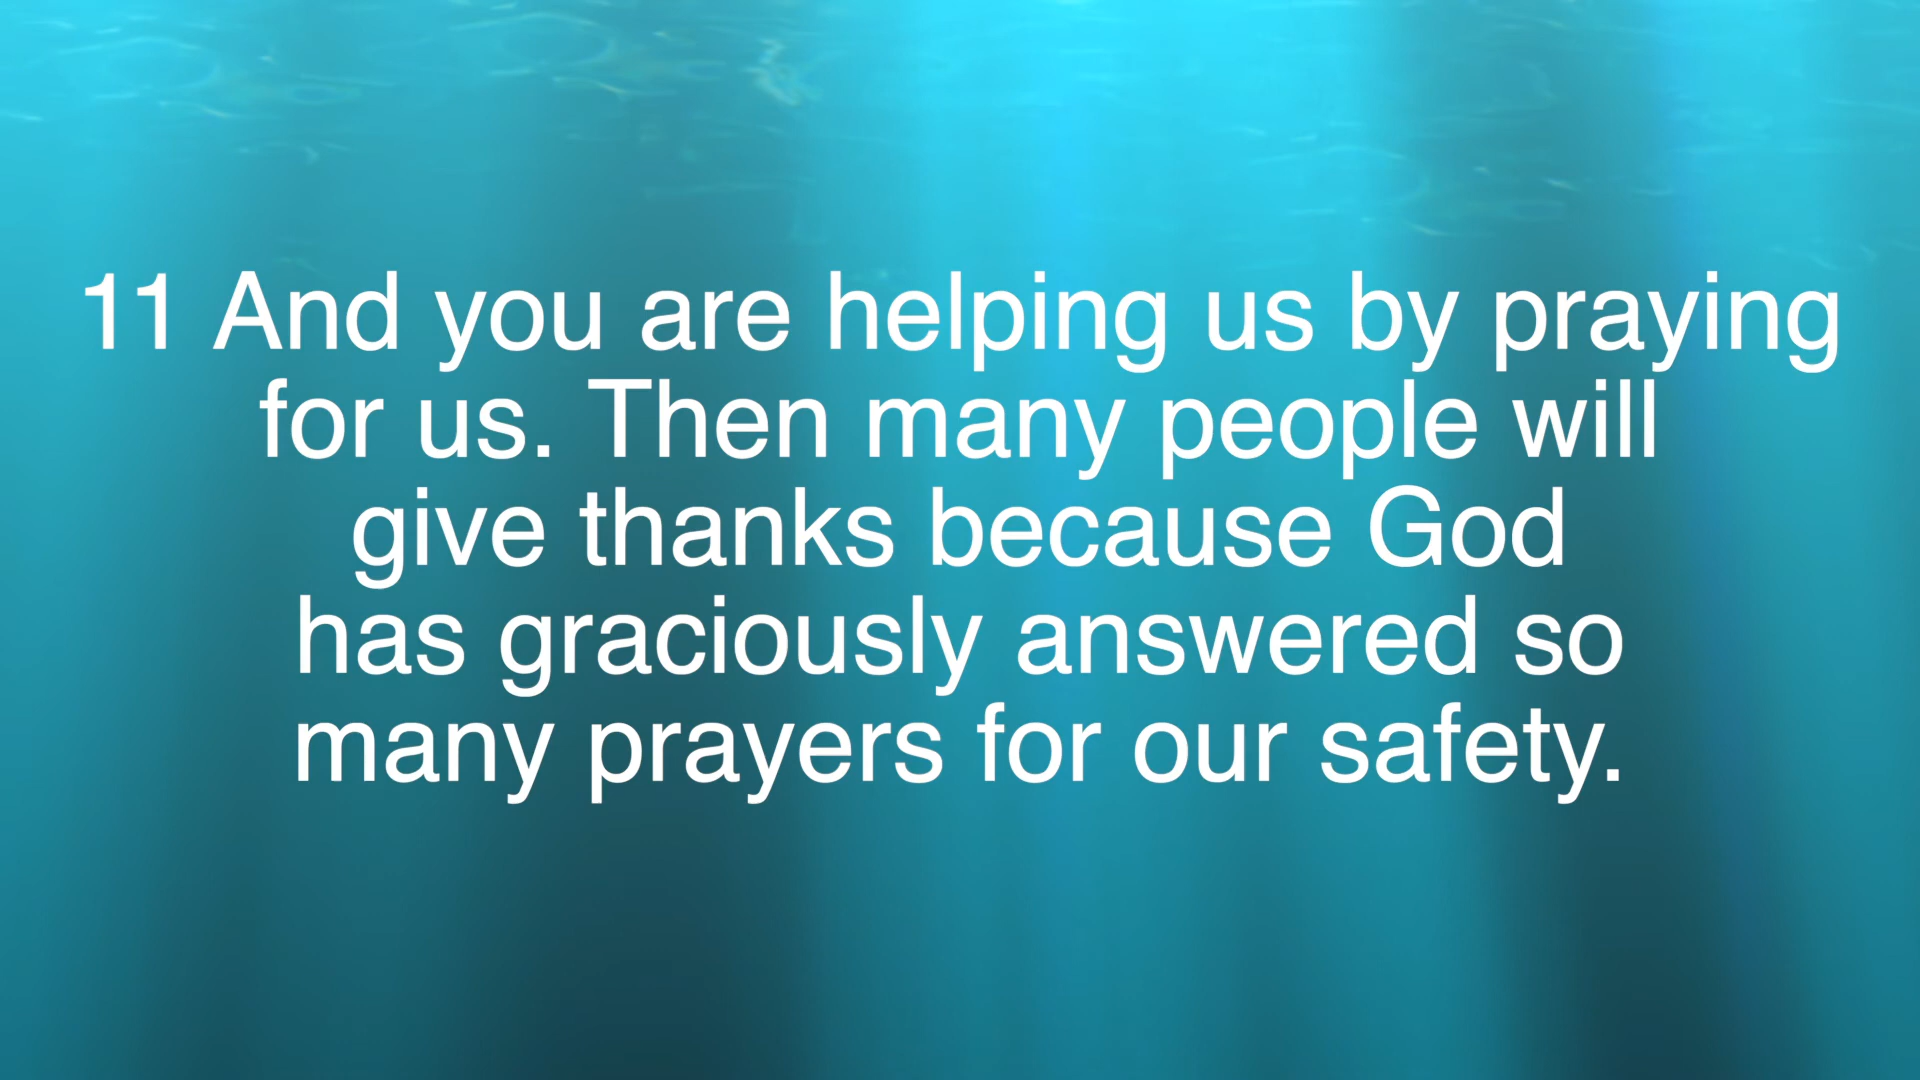 11 And you are helping us by praying
for us. Then many people will
give thanks because God
has graciously answered so
many prayers for our safety.